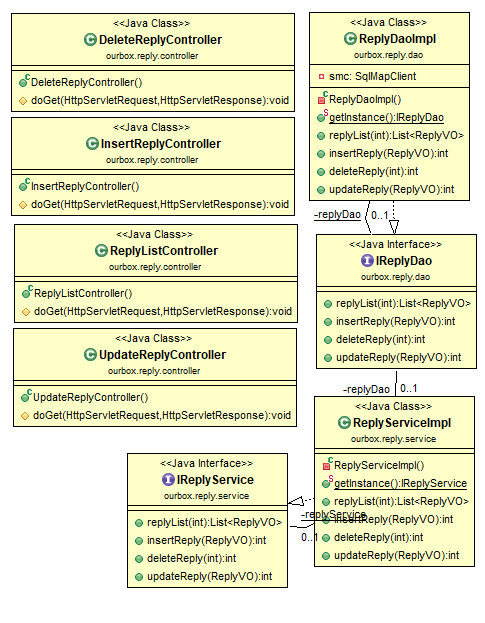 <<Java Class>>
DeleteReplyController
ourbox.reply.controller
DeleteReplyController()
doGet(HttpServletRequest,HttpServletResponse):void
<<Java Class>>
InsertReplyController
ourbox.reply.controller
InsertReplyController()
doGet(HttpServletRequest,HttpServletResponse):void
<<Java Class>>
ReplyListController
ourbox.reply.controller
ReplyListController()
doGet(HttpServletRequest,HttpServletResponse):void
<<Java Class>>
UpdateReplyController
ourbox.reply.controller
UpdateReplyController()
doGet(HttpServletRequest,HttpServletResponse):void
<<Java Class>>
ReplyDaoImpl
ourbox.reply.dao
smc: SqlMapClient
ReplyDaoImpl()
getInstance():IReplyDao
replyList(int):List<ReplyVO>
insertReply(ReplyVO):int
deleteReply(int):int
updateReply(ReplyVO):int
-replyDao
0..1
<<Java Interface>>
IReplyDao
ourbox.reply.dao
replyList(int):List<ReplyVO>
insertReply(ReplyVO):int
deleteReply(int):int
updateReply(ReplyVO):int
-replyDao
0..1
<<Java Class>>
ReplyServiceImpl
ourbox.reply.service
ReplyServiceImpl()
getInstance():IReplyService
replyList(int):List<ReplyVO>
insertReply(ReplyVO):int
deleteReply(int):int
updateReply(ReplyVO):int
-replyService
0..1
<<Java Interface>>
IReplyService
ourbox.reply.service
replyList(int):List<ReplyVO>
insertReply(ReplyVO):int
deleteReply(int):int
updateReply(ReplyVO):int